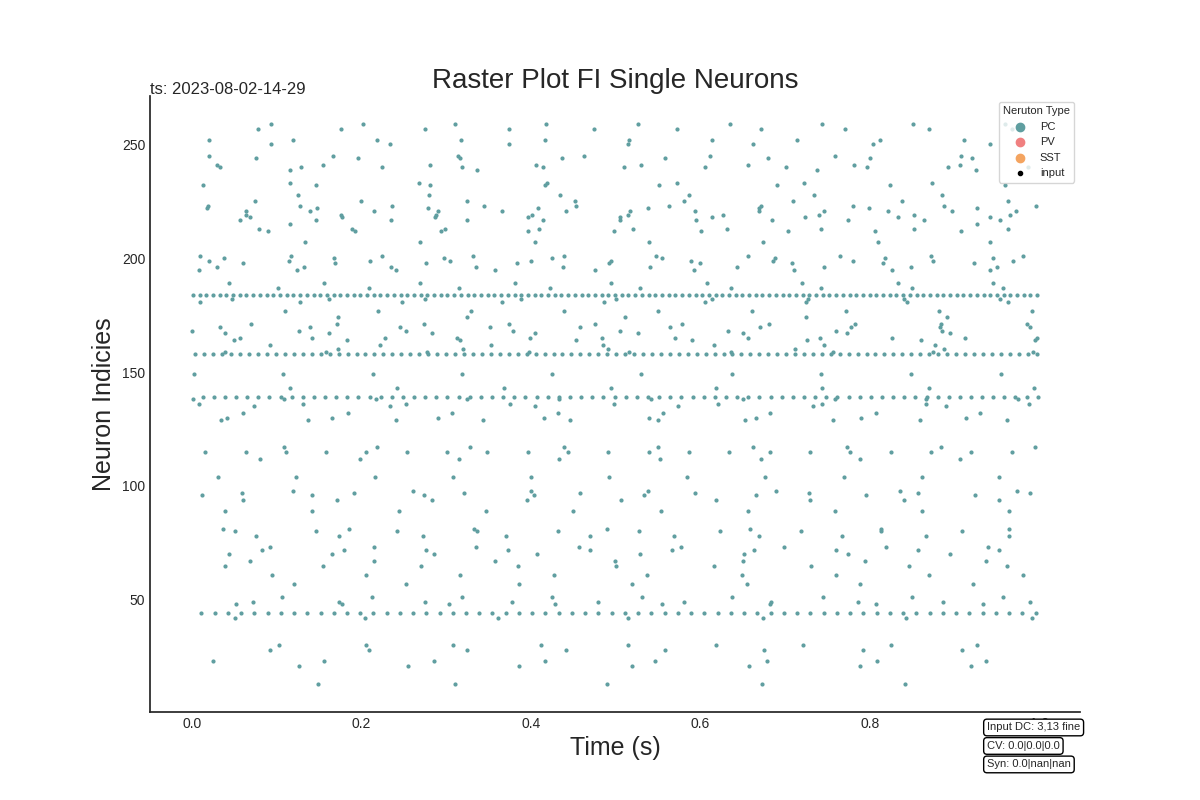 Raster Plot FI Single Neurons
ts: 2023-08-02-14-29
Neruton Type
PC
PV
SST
input
250
200
150
100
50
Neuron Indicies
0.0 0.2 0.4 0.6 0.8
Time (s)
Input DC: 3,13 fine
CV: 0.0|0.0|0.0
Syn: 0.0|nan|nan